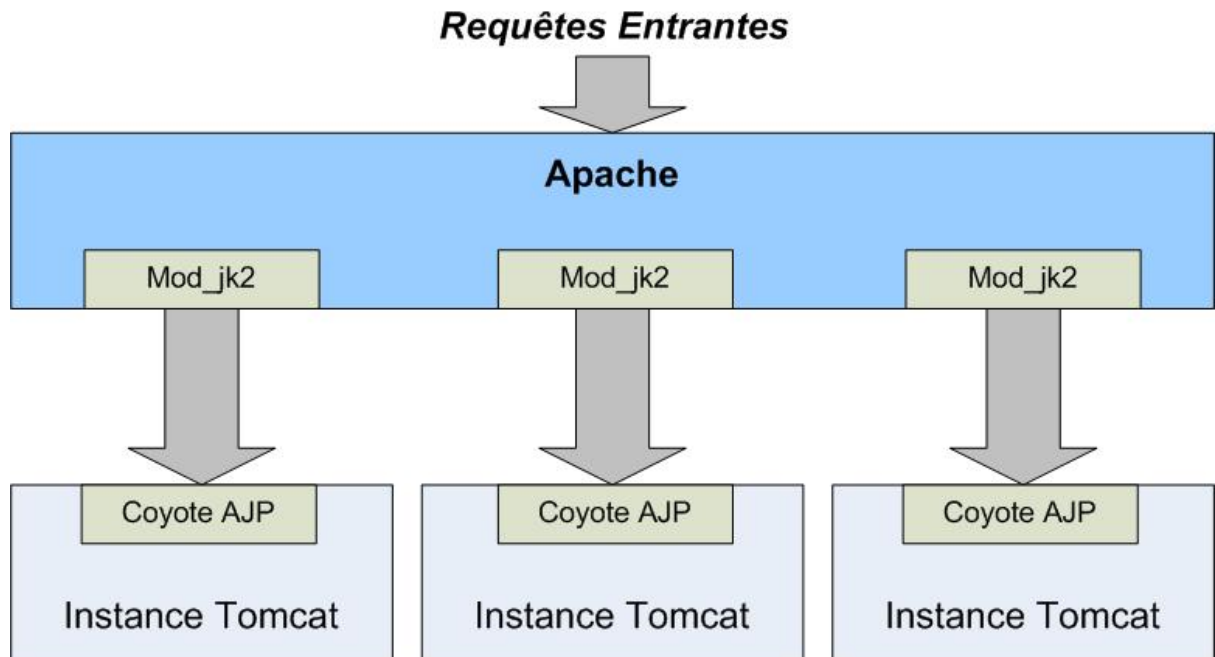 Requêtes Entrantes
Apache
Mod_jk2
Mod_jk2
Mod_jk2
Coyote AJP
Coyote AJP
Coyote AJP
Instance Tomcat
Instance Tomcat
Instance Tomcat